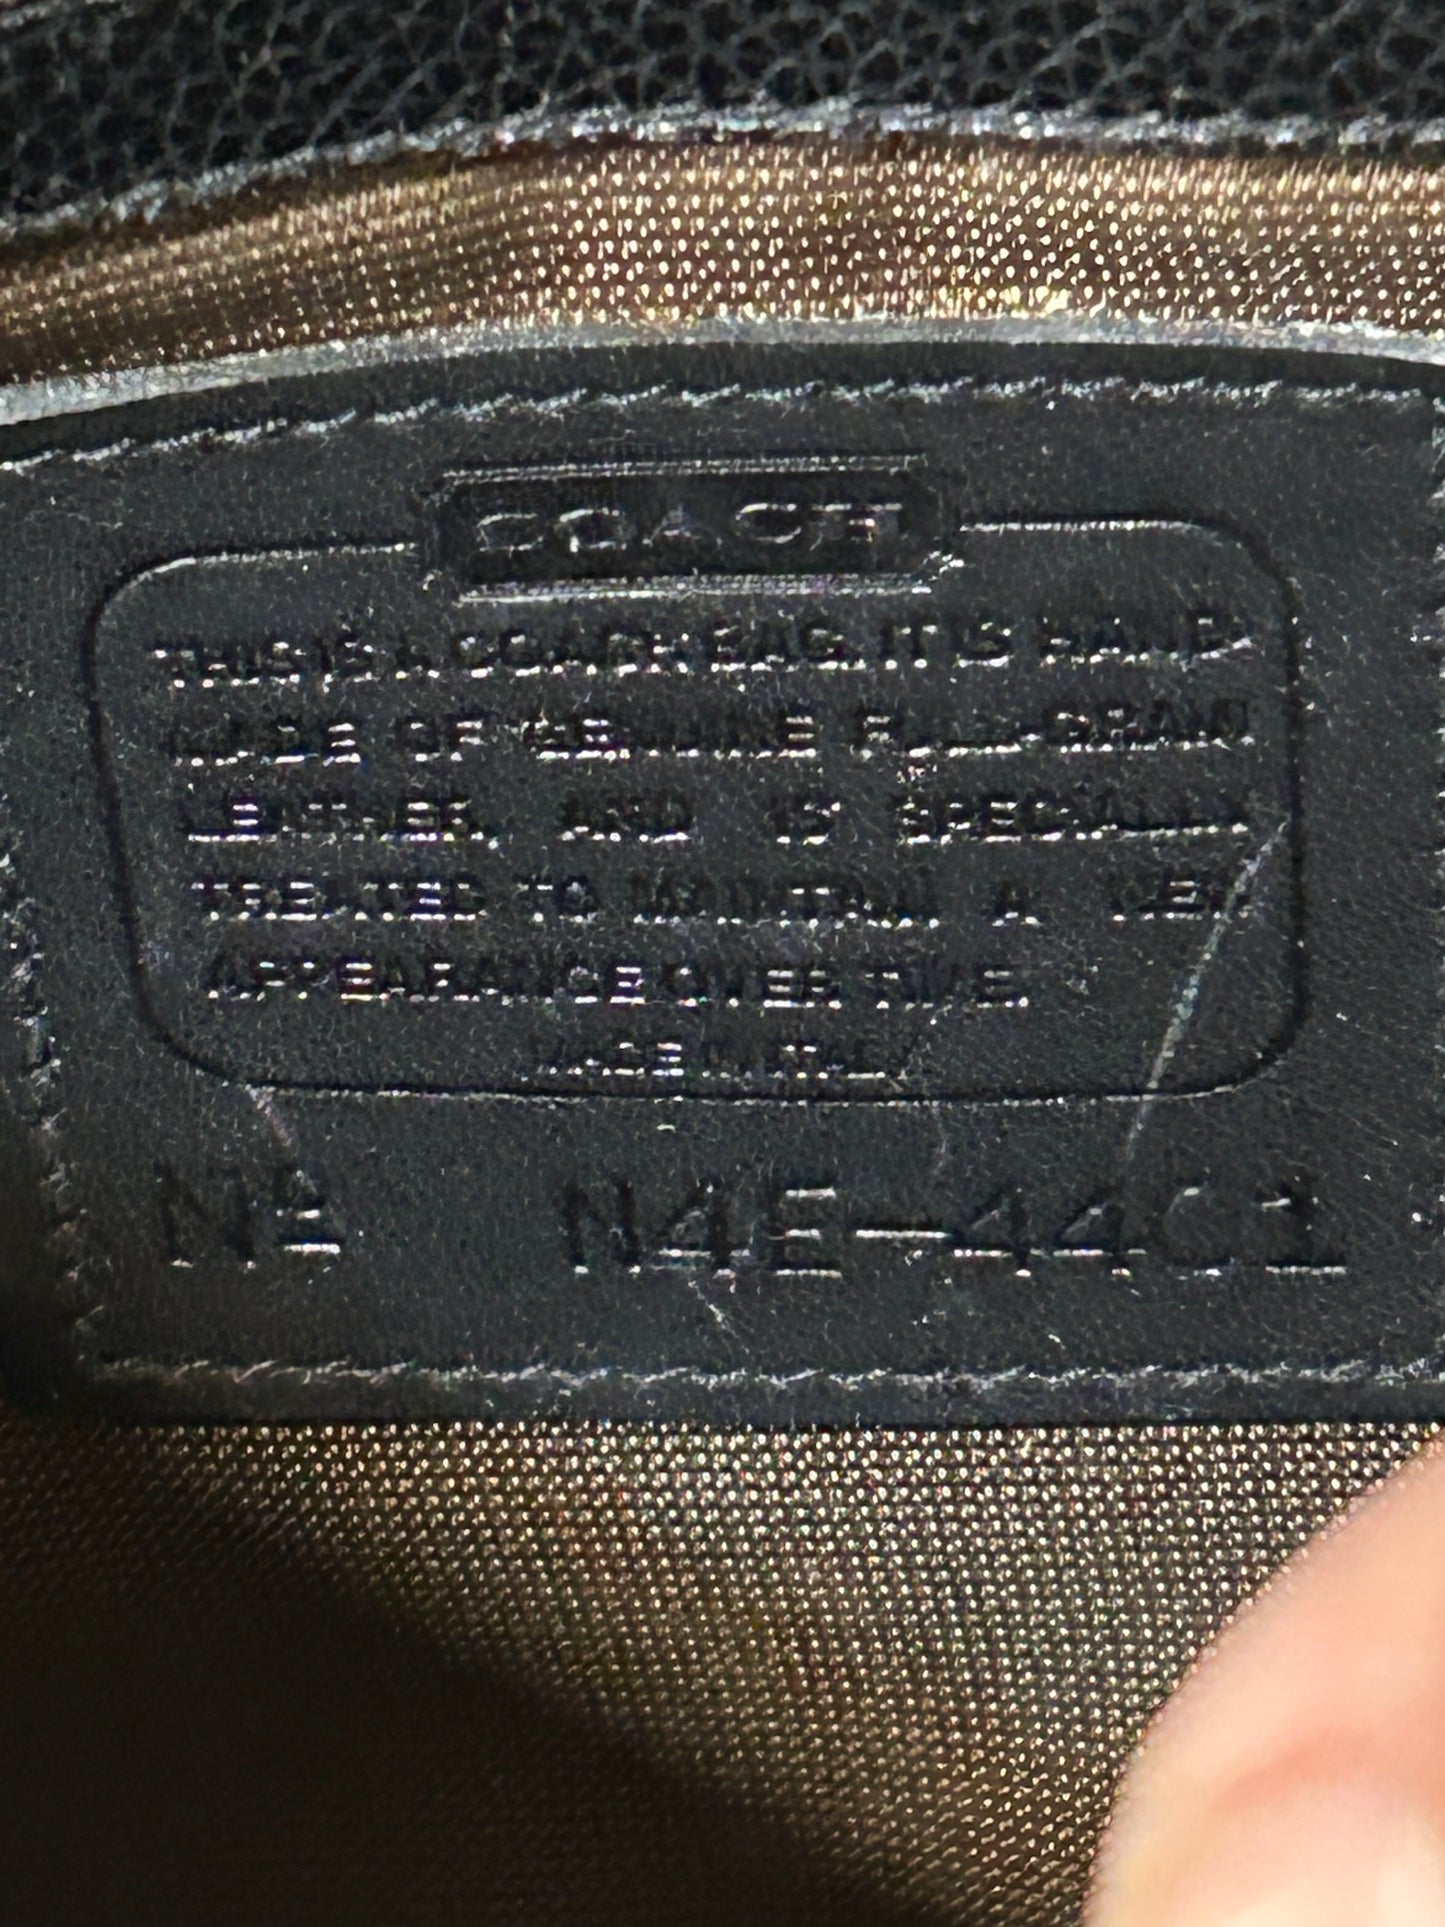 COACH
THIS IS A COACH BAG. IT IS HAND-
MADE OF GENUINE FULL-GRAIN
LEATHER, AND IS SPECIALLY
TREATED TO MAINTAIN A NEW
APPEARANCE OVER TIME.
MADE IN ITALY
Nº N4E-4401